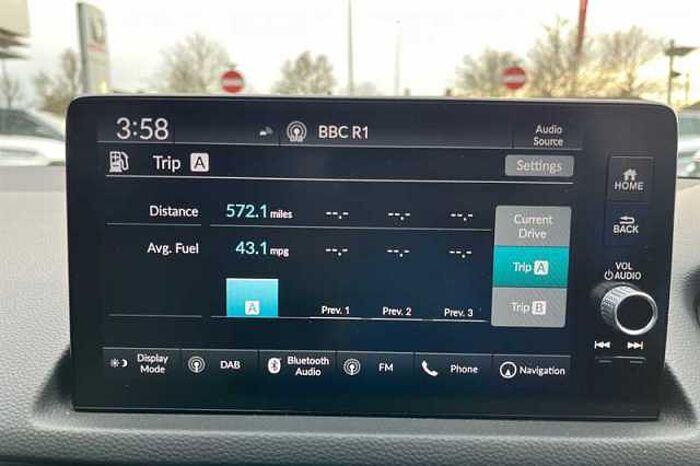 3:58 BBC R1 Audio Source
Trip A Settings
Distance 572.1 miles --.- --.- --.-
Avg. Fuel 43.1 mpg --.- --.- --.-
A Prev. 1 Prev. 2 Prev. 3
Current Drive
Trip A
Trip B
HOME
BACK
VOL
AUDIO
Display Mode DAB Bluetooth Audio FM Phone Navigation